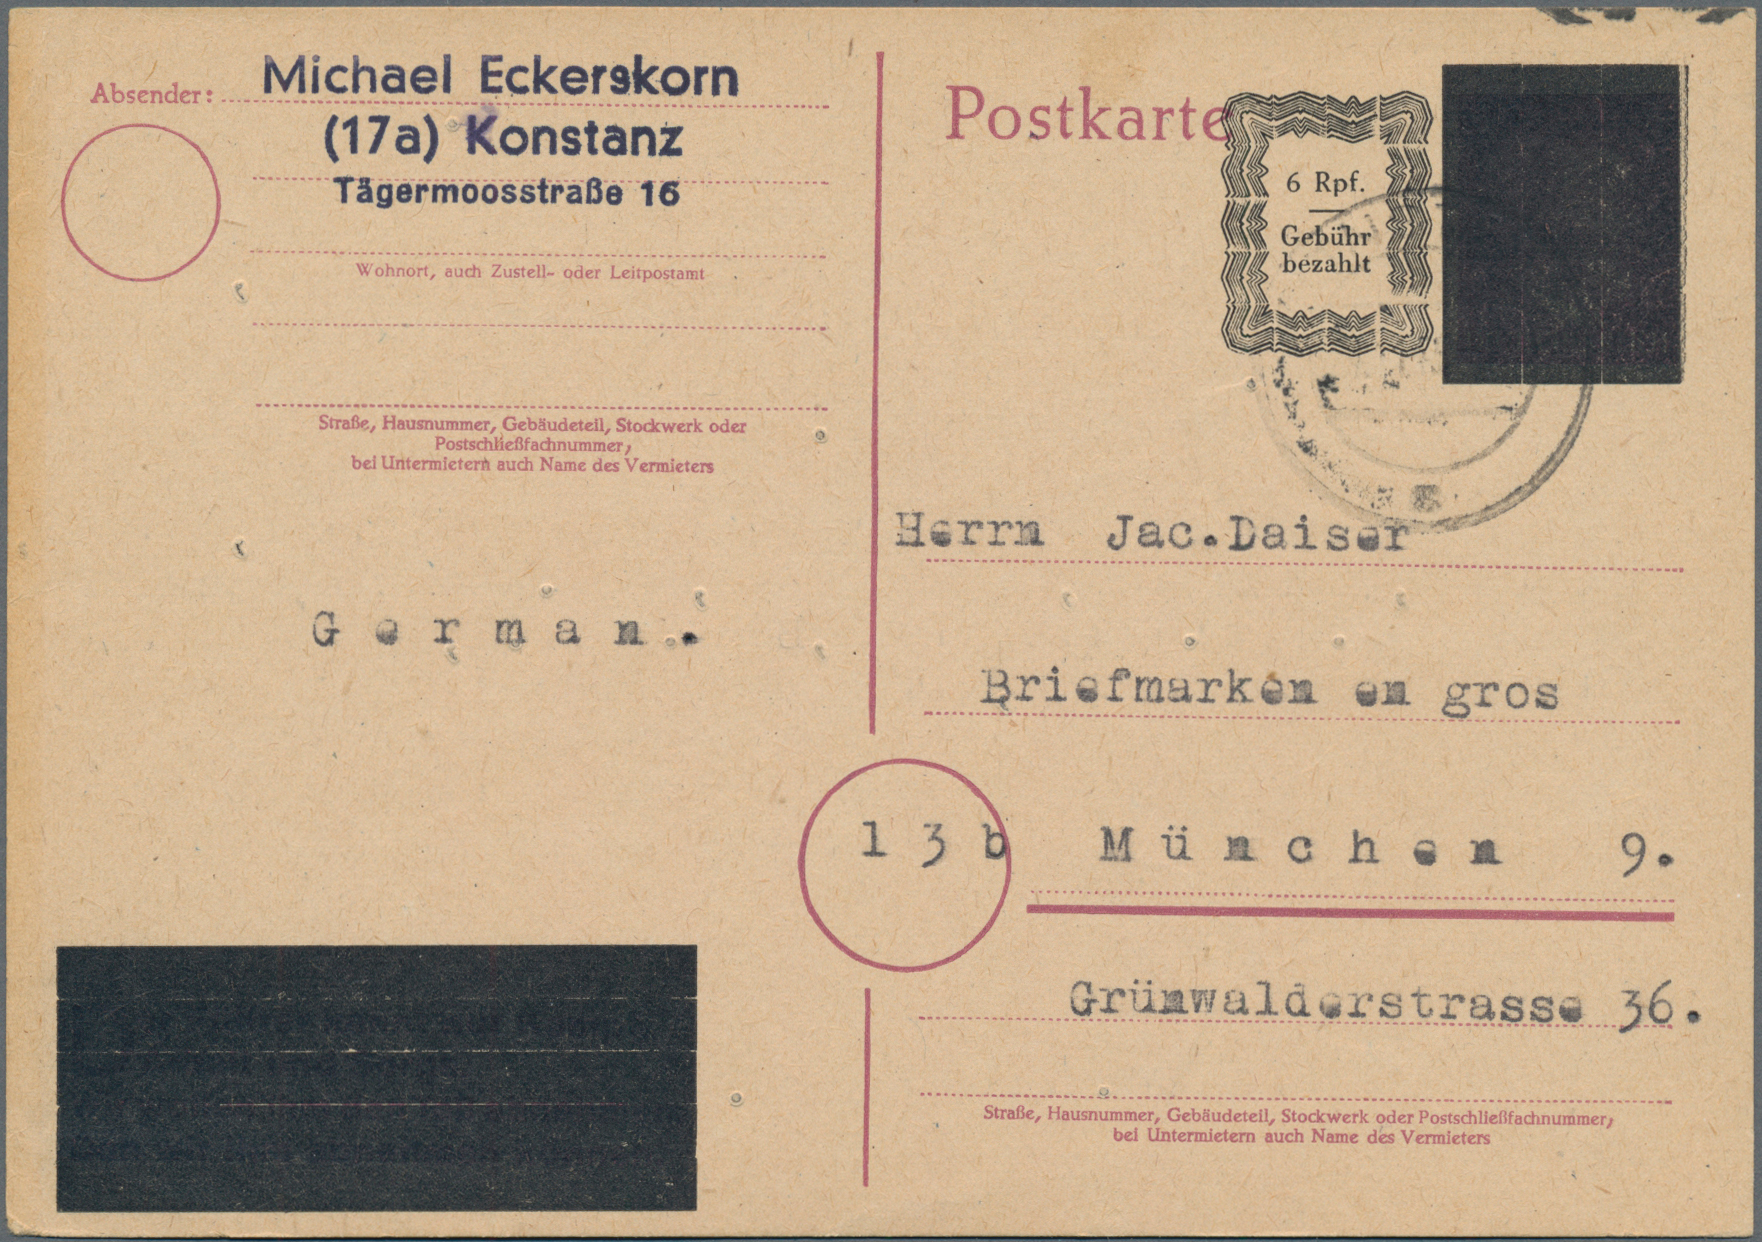 Absender:
Michael Eckerskorn
(17a) Konstanz
Tägermoosstraße 16
Wohnort, auch Zustell- oder Leitpostamt
Straße, Hausnummer, Gebäudeteil, Stockwerk oder
Postschließfachnummer,
bei Untermietern auch Name des Vermieters
German.
Postkarte
6 Rpf.
Gebühr
bezahlt
Herrn Jac.Daiser
Briefmarken en gros
13b München 9.
Grünwalderstrasse 36.
Straße, Hausnummer, Gebäudeteil, Stockwerk oder Postschließfachnummer,
bei Untermietern auch Name des Vermieters